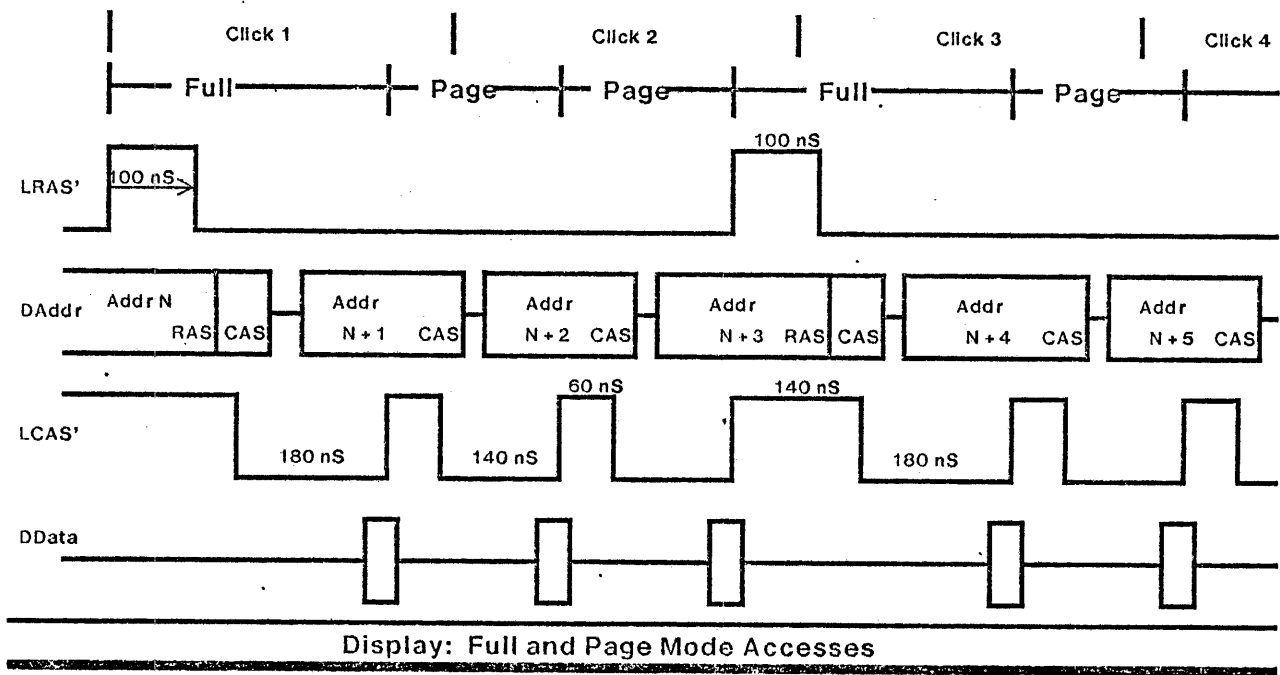 Click 1 Click 2 Click 3 Click 4
Full Page Page Full Page
100 nS
LRAS' 100 nS
DAddr Addr N RAS CAS Addr N + 1 CAS Addr N + 2 CAS Addr N + 3 RAS CAS Addr N + 4 CAS Addr N + 5 CAS
60 nS 140 nS
LCAS' 180 nS 140 nS 180 nS
DData
Display: Full and Page Mode Accesses